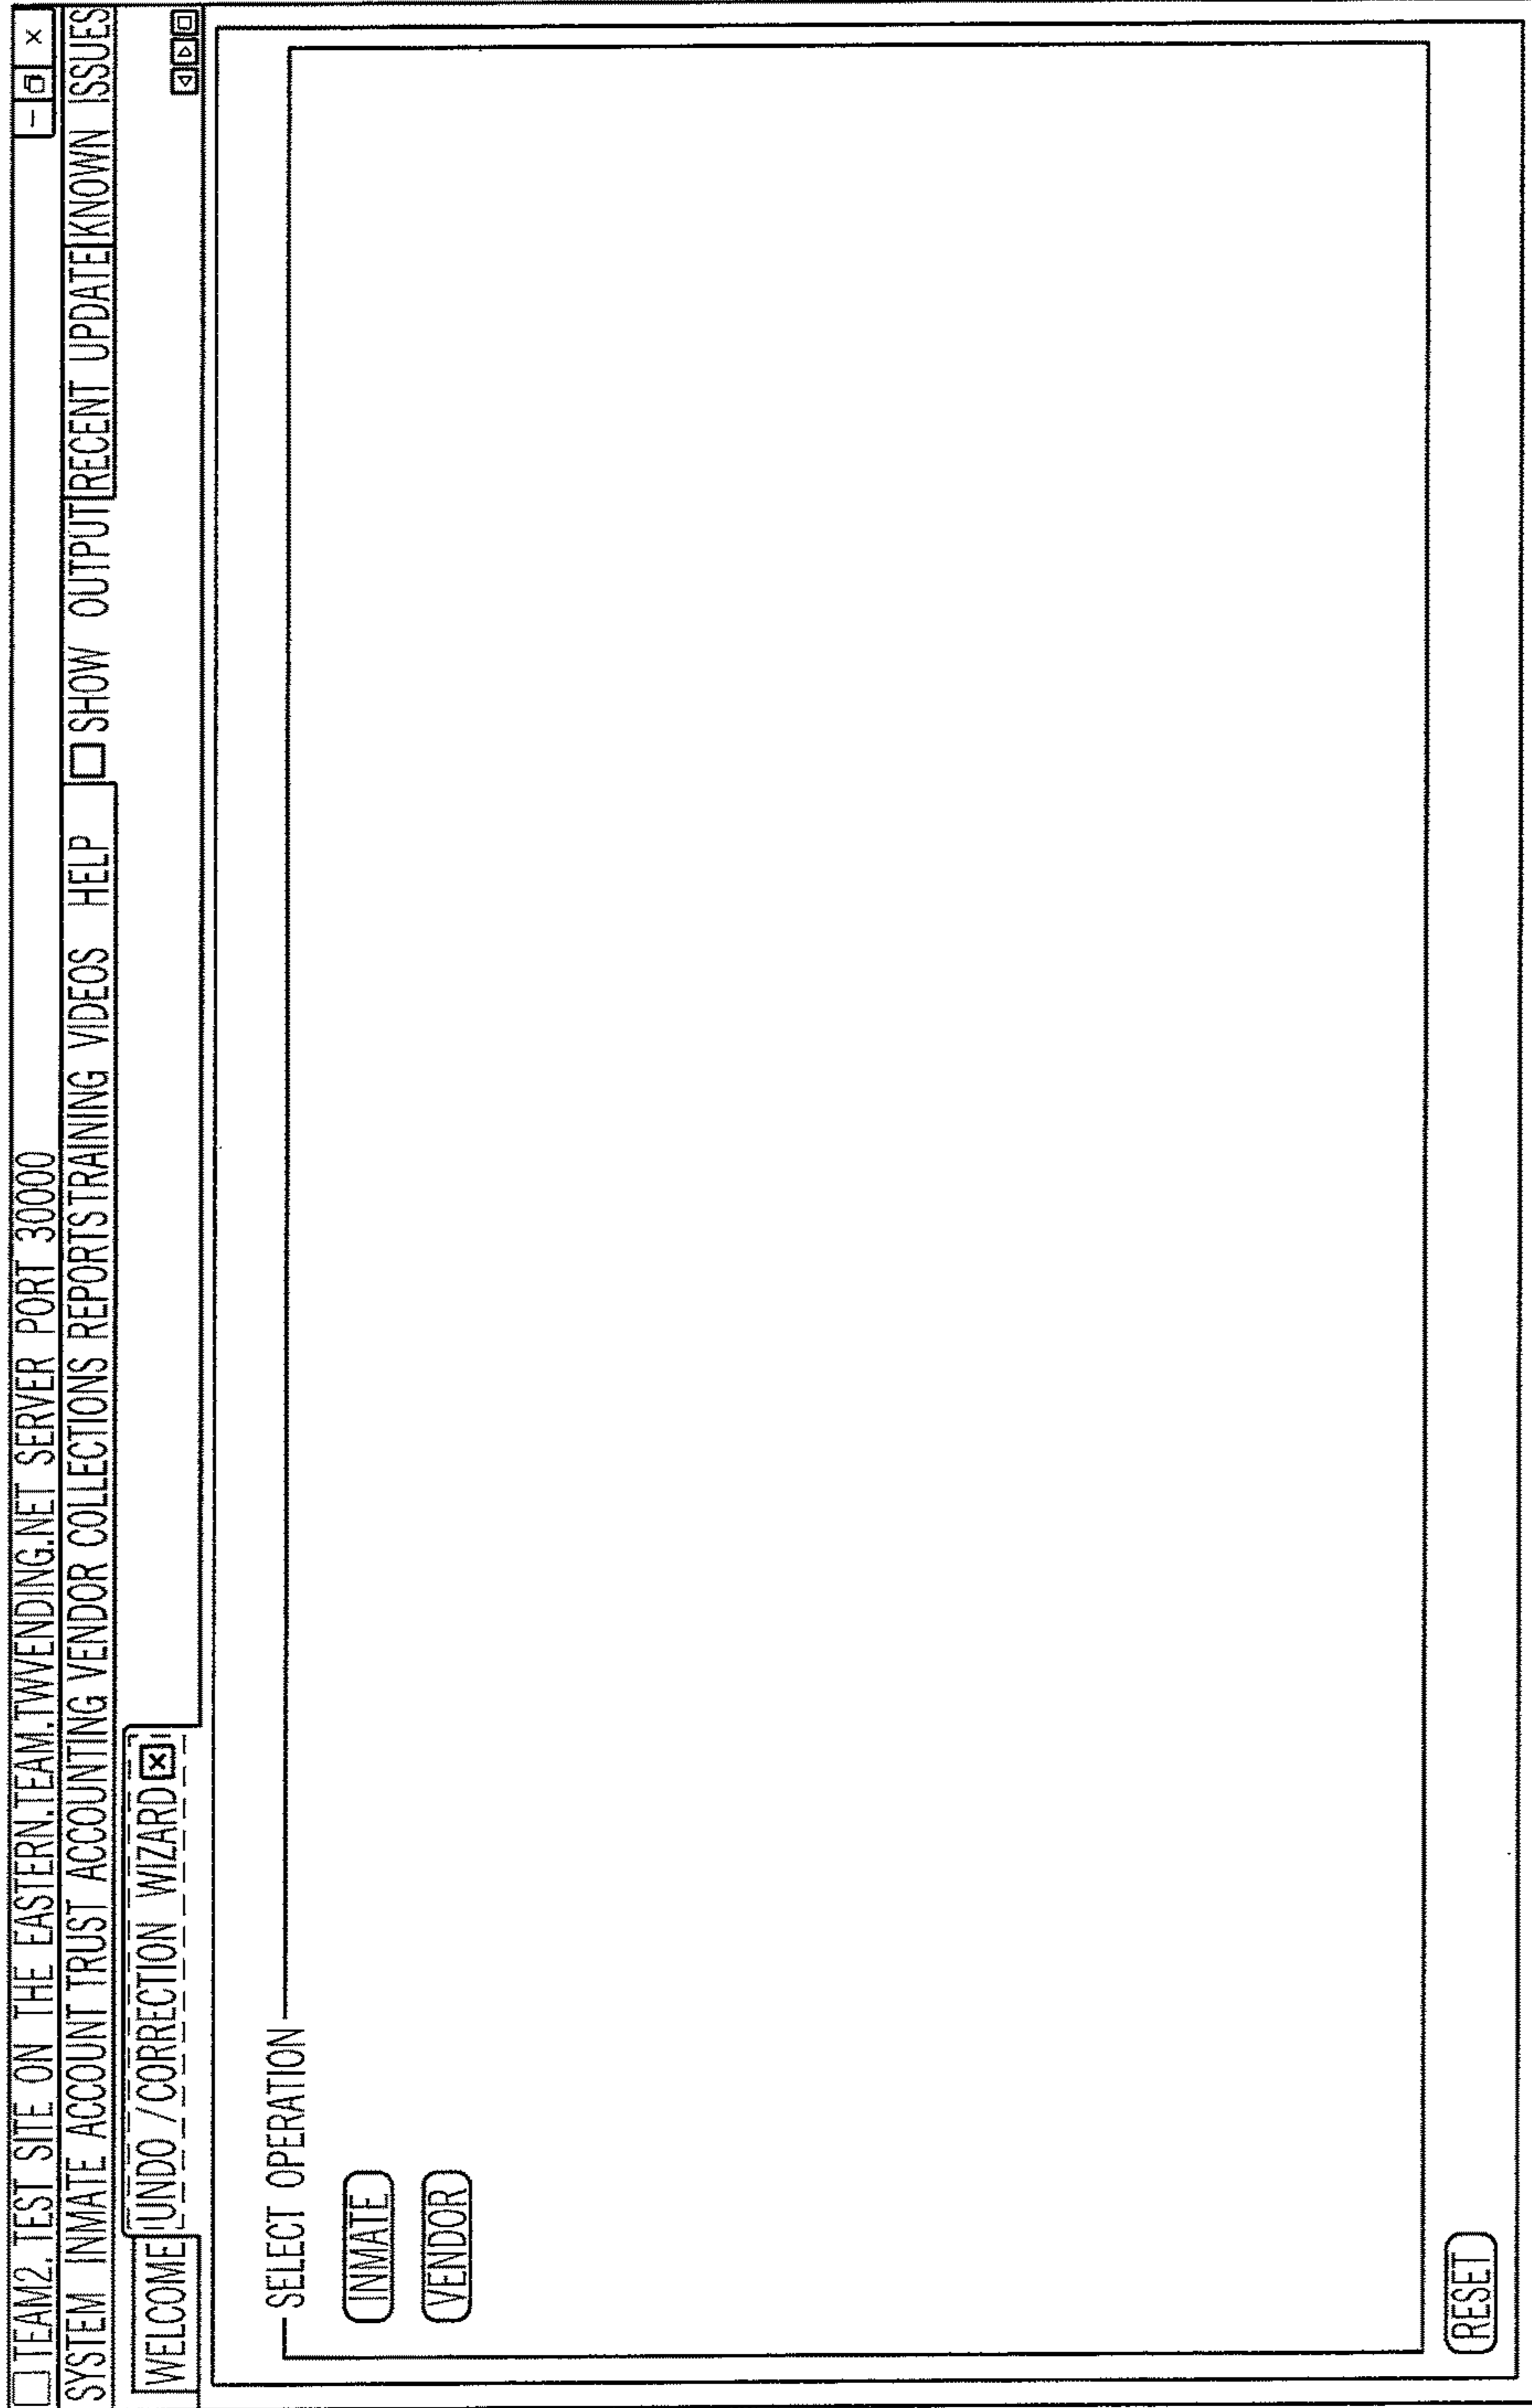 TEAM2. TEST SITE ON THE EASTERN.TEAM.TWVENDING.NET SERVER PORT 30000
SYSTEM INMATE ACCOUNT TRUST ACCOUNTING VENDOR COLLECTIONS REPORTS TRAINING VIDEOS HELP SHOW OUTPUT RECENT UPDATE KNOWN ISSUES
WELCOME UNDO / CORRECTION WIZARD
SELECT OPERATION
INMATE
VENDOR
RESET